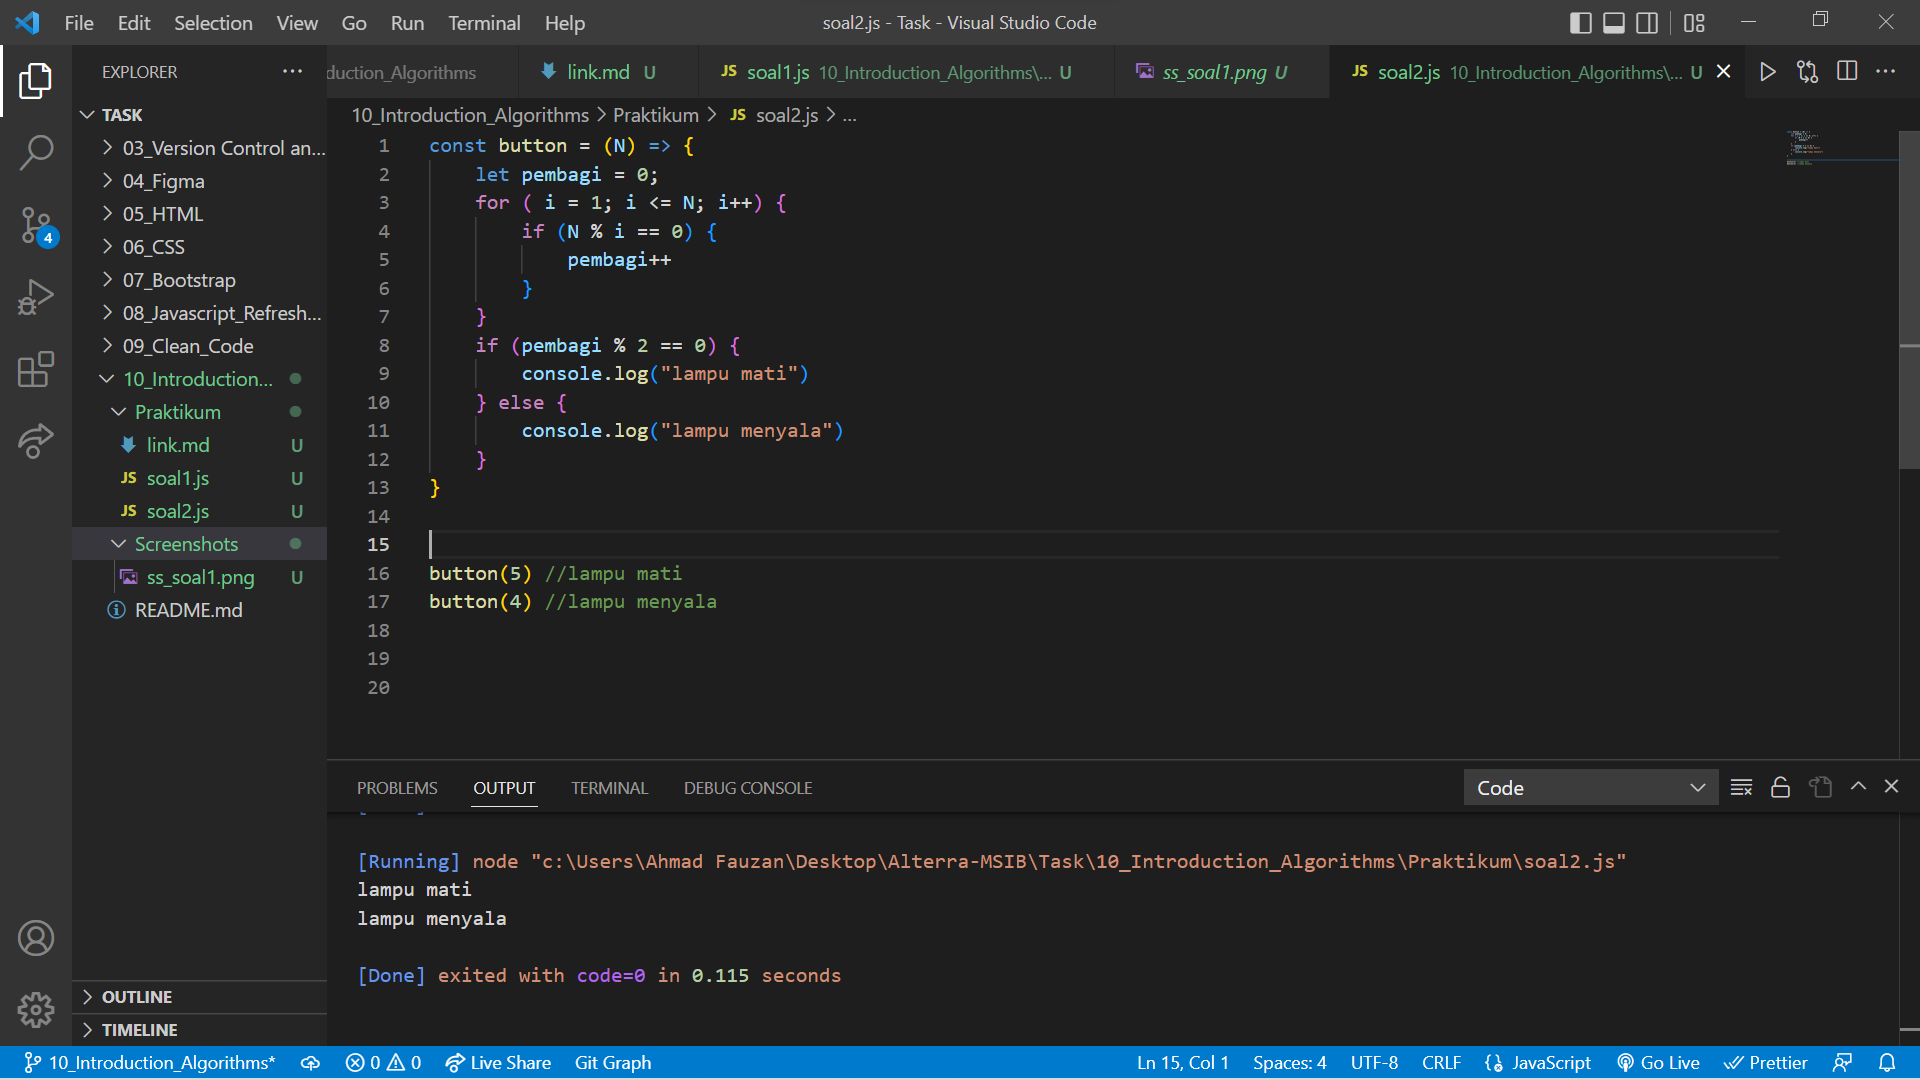 File Edit Selection View Go Run Terminal Help
soal2.js - Task - Visual Studio Code
EXPLORER
duction_Algorithms
link.md U
JS soal1.js 10_Introduction_Algorithms\... U
ss_soal1.png U
JS soal2.js 10_Introduction_Algorithms\... U
10_Introduction_Algorithms > Praktikum > JS soal2.js > ...
TASK
03_Version Control an...
04_Figma
05_HTML
06_CSS
07_Bootstrap
08_Javascript_Refresh...
09_Clean_Code
10_Introduction...
Praktikum
link.md U
JS soal1.js U
JS soal2.js U
Screenshots
ss_soal1.png U
README.md
4
OUTLINE
TIMELINE
1 const button = (N) => {
2 let pembagi = 0;
3 for ( i = 1; i <= N; i++) {
4 if (N % i == 0) {
5 pembagi++
6 }
7 }
8 if (pembagi % 2 == 0) {
9 console.log("lampu mati")
10 } else {
11 console.log("lampu menyala")
12 }
13 }
14
15
16 button(5) //lampu mati
17 button(4) //lampu menyala
18
19
20
PROBLEMS OUTPUT TERMINAL DEBUG CONSOLE
Code
[Running] node "c:\Users\Ahmad Fauzan\Desktop\Alterra-MSIB\Task\10_Introduction_Algorithms\Praktikum\soal2.js"
lampu mati
lampu menyala
[Done] exited with code=0 in 0.115 seconds
10_Introduction_Algorithms* 0 0 Live Share Git Graph
Ln 15, Col 1 Spaces: 4 UTF-8 CRLF JavaScript Go Live Prettier